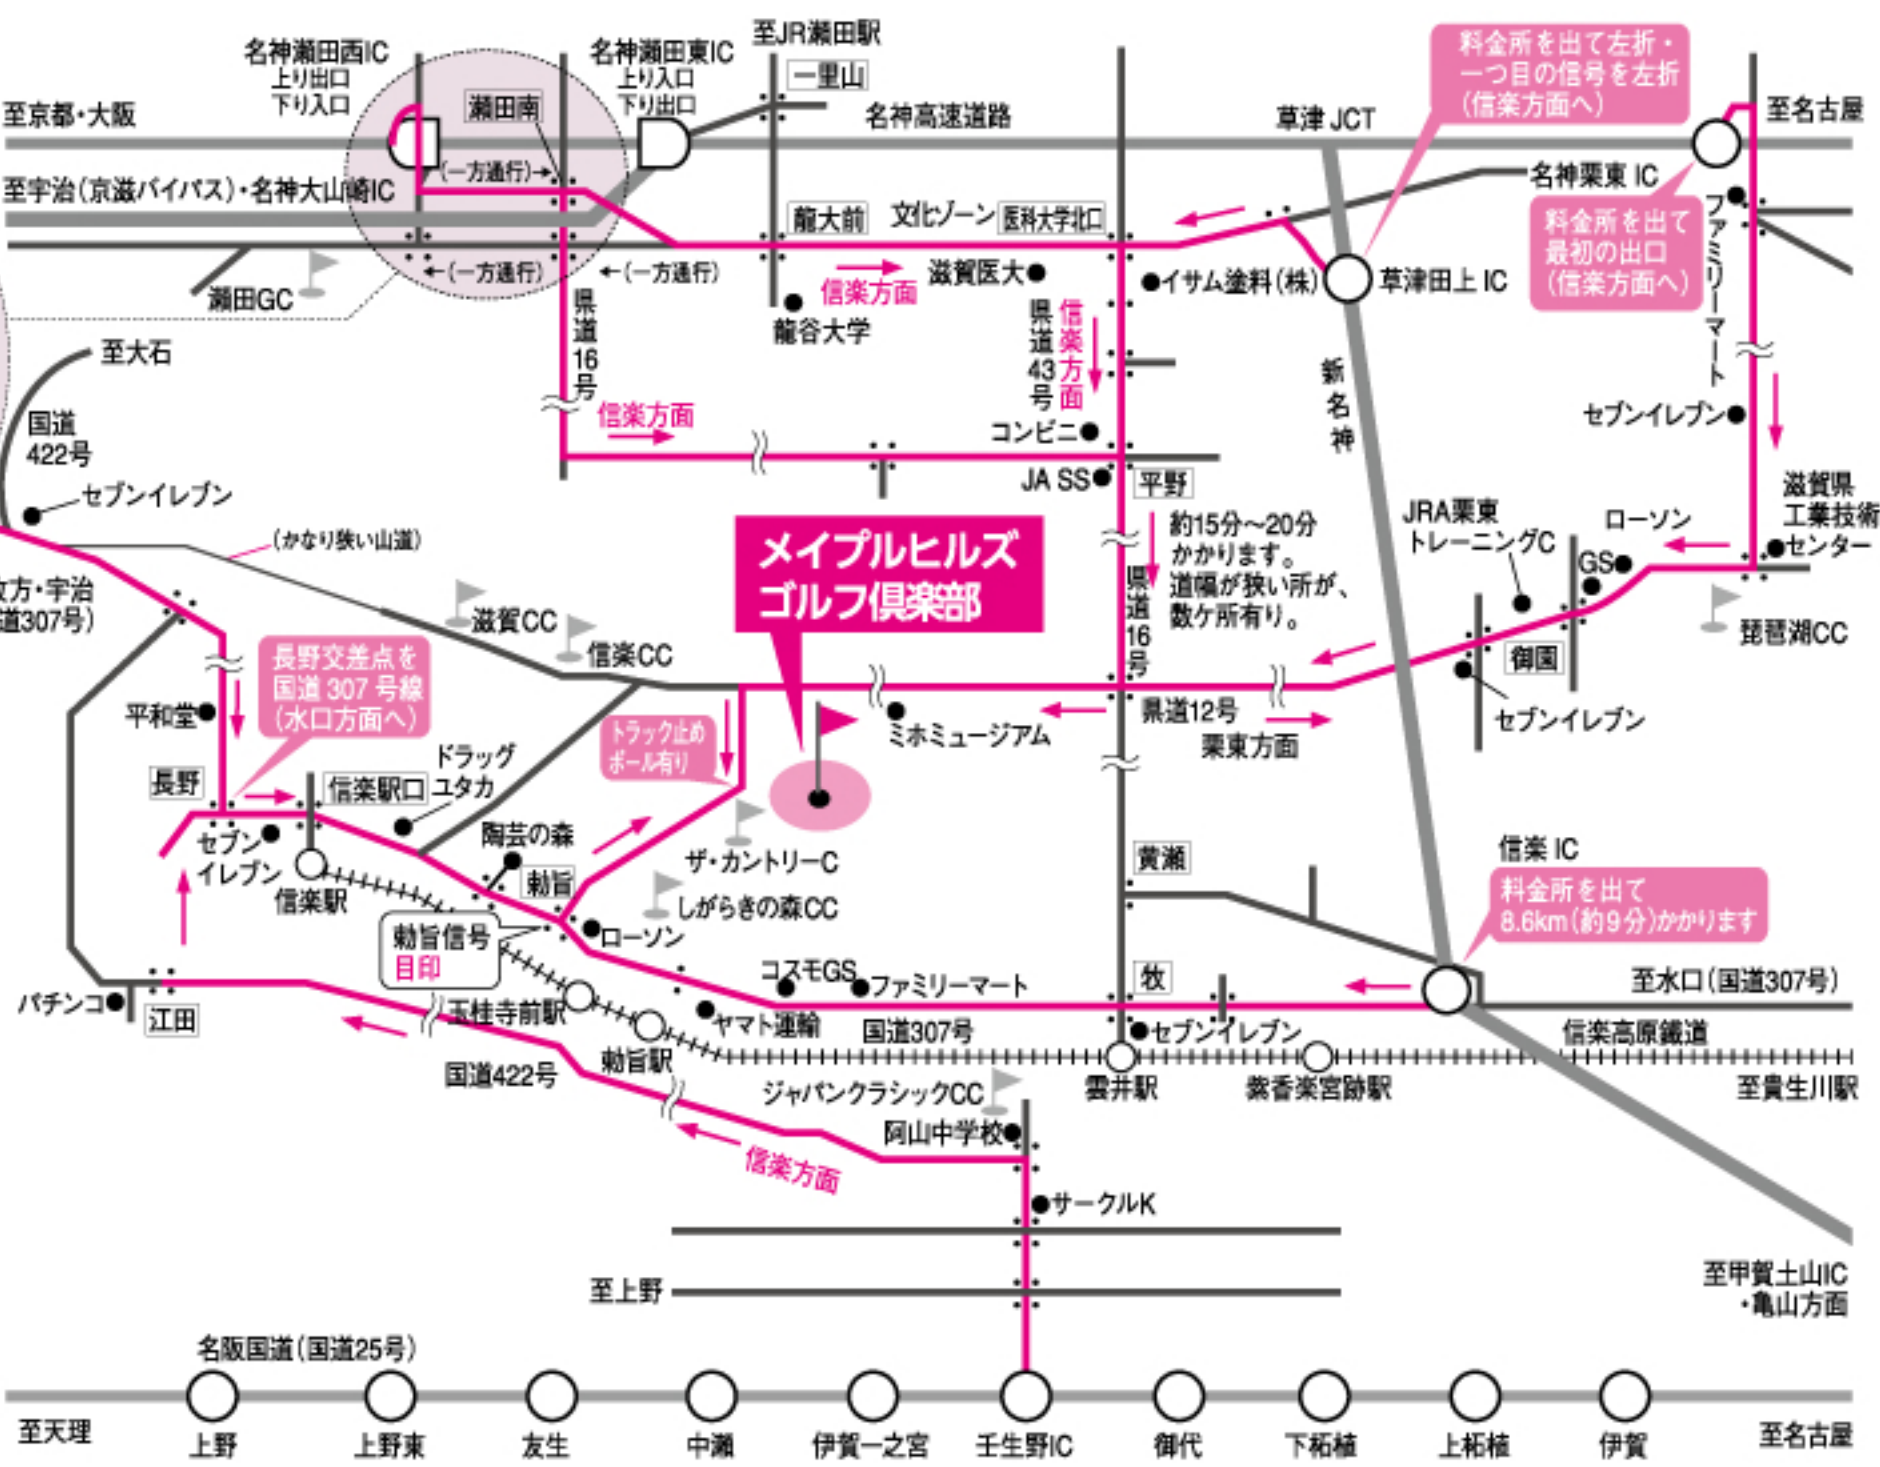 名神瀬田西IC
上り出口
下り入口
名神瀬田東IC
上り入口
下り出口
至JR瀬田駅
一里山
瀬田南
至京都・大阪
名神高速道路
草津 JCT
料金所を出て左折・
一つ目の信号を左折
(信楽方面へ)
至名古屋
(一方通行)→
至宇治(京滋バイパス)・名神大山崎IC
名神栗東 IC
料金所を出て
最初の出口
(信楽方面へ)
ファミリーマート
龍大前
文化ゾーン
医科大学北口
←(一方通行)
←(一方通行)
瀬田GC
信楽方面
滋賀医大
イサム塗料(株)
草津田上 IC
龍谷大学
県道16号
県道43号
信楽方面
新名神
至大石
国道
422号
セブンイレブン
信楽方面
コンビニ
JA SS
平野
セブンイレブン
滋賀県
工業技術
センター
ローソン
GS
JRA栗東
トレーニングC
(かなり狭い山道)
メイプルヒルズ
ゴルフ倶楽部
約15分〜20分
かかります。
道幅が狭い所が、
数ケ所有り。
県道16号
枚方・宇治
道307号)
滋賀CC
信楽CC
琵琶湖CC
御園
セブンイレブン
長野交差点を
国道 307 号線
(水口方面へ)
平和堂
トラック止め
ポール有り
ミホミュージアム
県道12号
栗東方面
長野
信楽駅口
ドラッグ
ユタカ
セブン
イレブン
信楽駅
陶芸の森
勅旨
ザ・カントリーC
しがらきの森CC
黄瀬
信楽 IC
料金所を出て
8.6km(約9分)かかります
勅旨信号
目印
ローソン
コスモGS
ファミリーマート
牧
至水口(国道307号)
パチンコ
江田
玉桂寺前駅
ヤマト運輸
国道307号
セブンイレブン
信楽高原鐵道
勅旨駅
国道422号
ジャパンクラシックCC
雲井駅
紫香楽宮跡駅
至貴生川駅
阿山中学校
信楽方面
サークルK
至上野
至甲賀土山IC
・亀山方面
名阪国道(国道25号)
至天理
上野
上野東
友生
中瀬
伊賀一之宮
壬生野IC
御代
下柘植
上柘植
伊賀
至名古屋